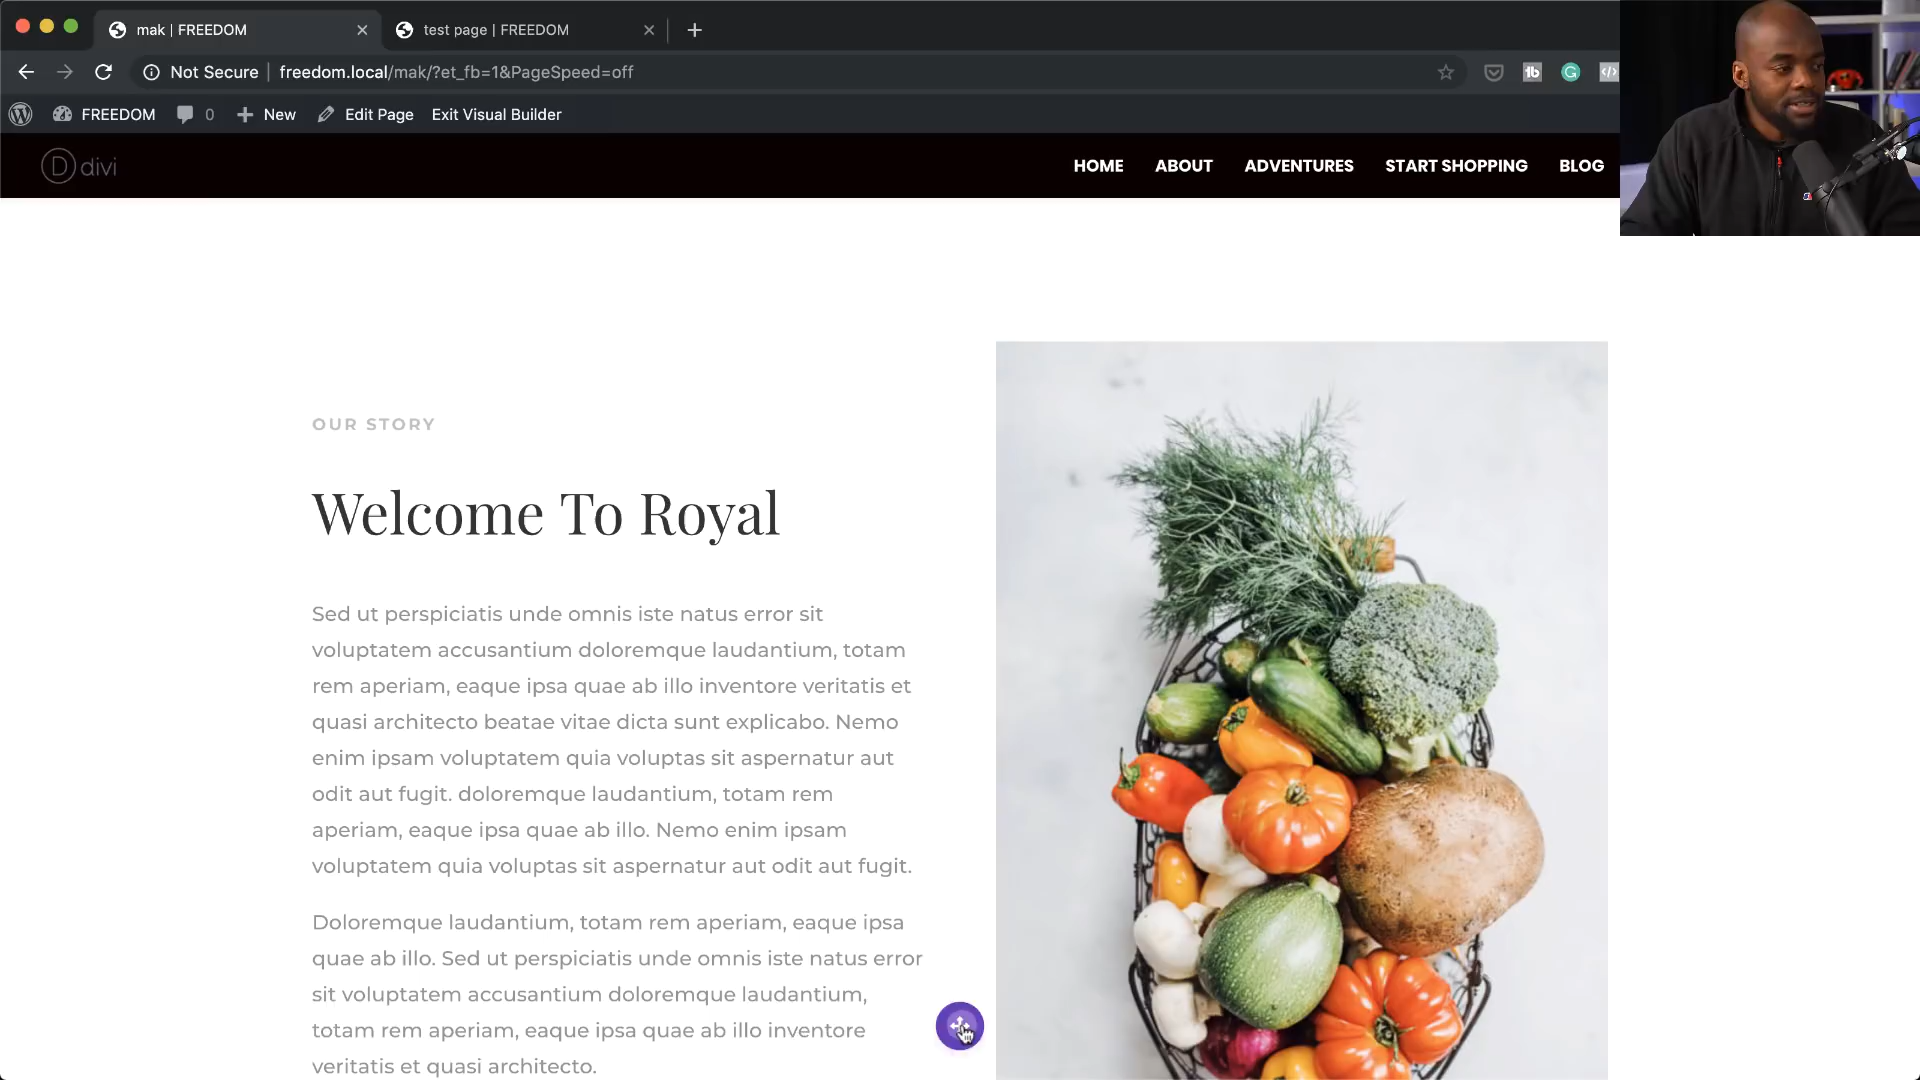 mak | FREEDOM
test page | FREEDOM
Not Secure | freedom.local/mak/?et_fb=1&PageSpeed=off
FREEDOM 0 New Edit Page Exit Visual Builder
D divi
HOME ABOUT ADVENTURES START SHOPPING BLOG
OUR STORY
Welcome To Royal
Sed ut perspiciatis unde omnis iste natus error sit
voluptatem accusantium doloremque laudantium, totam
rem aperiam, eaque ipsa quae ab illo inventore veritatis et
quasi architecto beatae vitae dicta sunt explicabo. Nemo
enim ipsam voluptatem quia voluptas sit aspernatur aut
odit aut fugit. doloremque laudantium, totam rem
aperiam, eaque ipsa quae ab illo. Nemo enim ipsam
voluptatem quia voluptas sit aspernatur aut odit aut fugit.
Doloremque laudantium, totam rem aperiam, eaque ipsa
quae ab illo. Sed ut perspiciatis unde omnis iste natus error
sit voluptatem accusantium doloremque laudantium,
totam rem aperiam, eaque ipsa quae ab illo inventore
veritatis et quasi architecto.